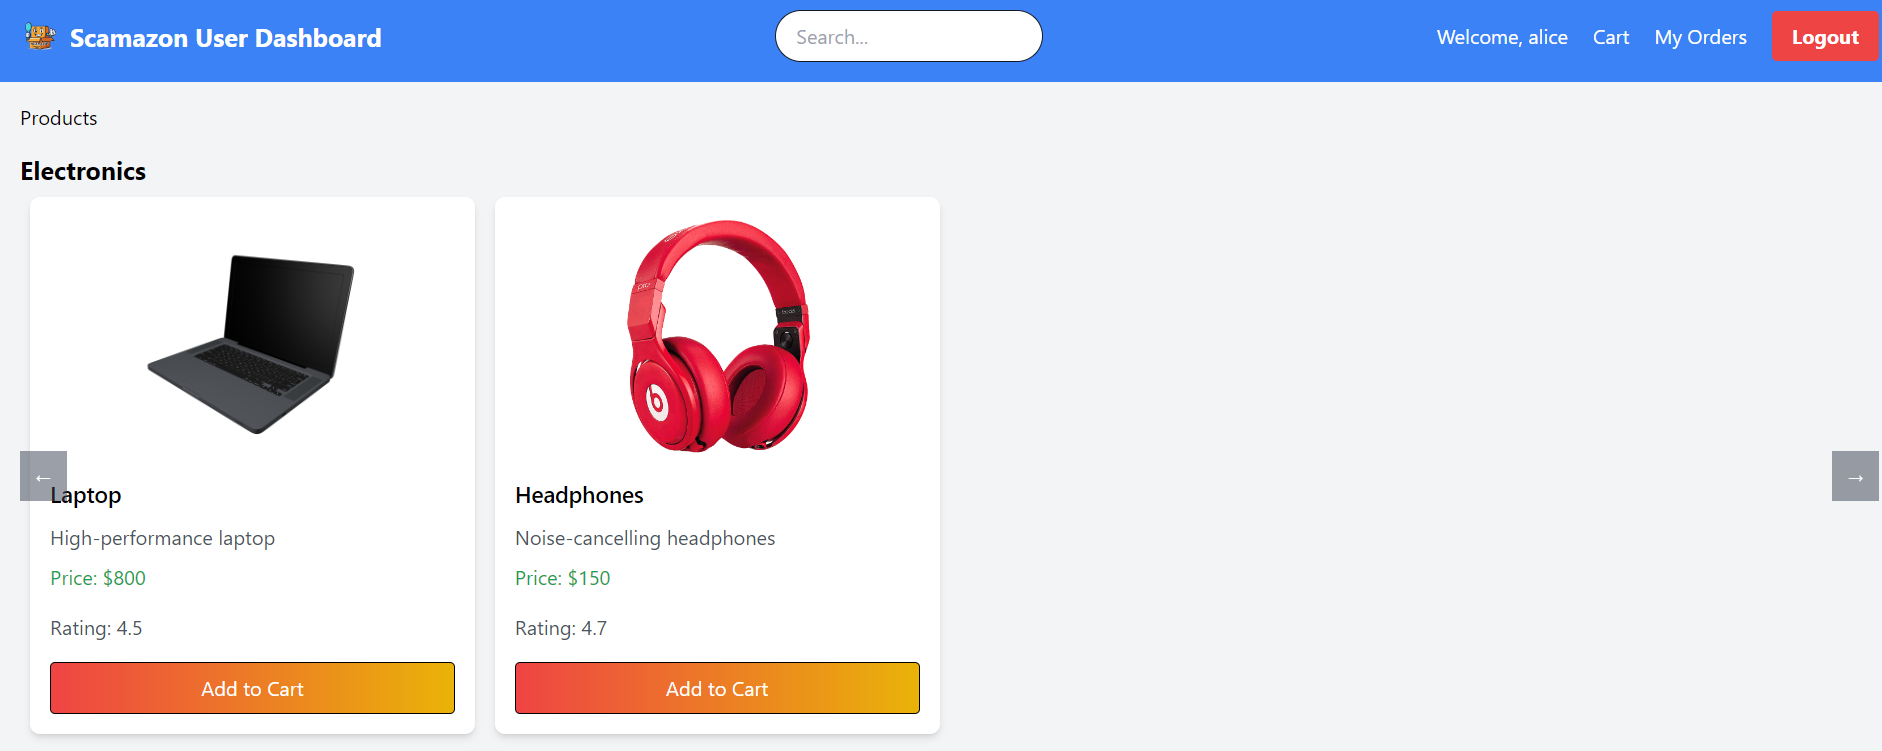 Scamazon User Dashboard
Search...
Welcome, alice
Cart
My Orders
Logout
Products
Electronics
←
→
Laptop
High-performance laptop
Price: $800
Rating: 4.5
Add to Cart
Headphones
Noise-cancelling headphones
Price: $150
Rating: 4.7
Add to Cart